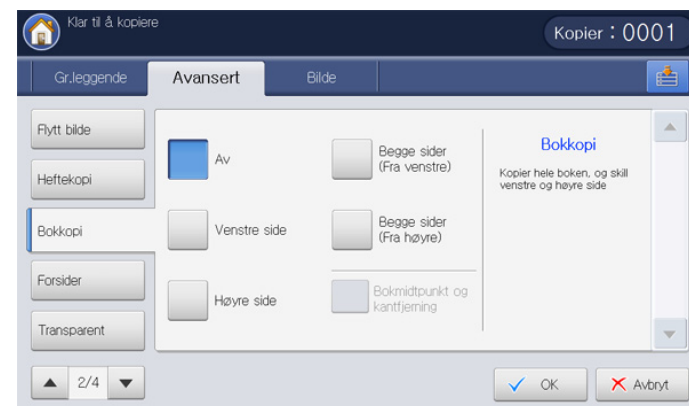 Klar til å kopiere
Kopier : 0001
Gr.leggende
Avansert
Bilde
Flytt bilde
Heftekopi
Bokkopi
Forsider
Transparent
2/4
Av
Venstre side
Høyre side
Begge sider
(Fra venstre)
Begge sider
(Fra høyre)
Bokmidtpunkt og
kantfjerning
Bokkopi
Kopier hele boken, og skill
venstre og høyre side
OK
Avbryt